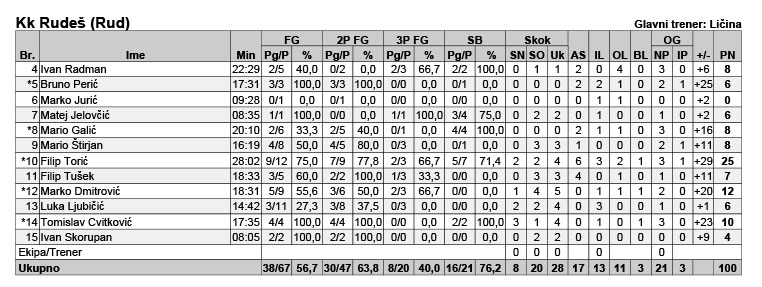 Kk Rudeš (Rud) Glavni trener: Ličina
FG 2P FG 3P FG SB Skok OG
Br. Ime Min Pg/P % Pg/P % Pg/P % Pg/P % SN SO Uk AS IL OL BL NP IP +/- PN
4 Ivan Radman 22:29 2/5 40,0 0/2 0,0 2/3 66,7 2/2 100,0 0 1 1 2 0 4 0 3 0 +6 8
*5 Bruno Perić 17:31 3/3 100,0 3/3 100,0 0/0 0,0 0/0 0,0 0 0 0 2 2 1 0 2 1 +25 6
6 Marko Jurić 09:28 0/1 0,0 0/0 0,0 0/1 0,0 0/0 0,0 0 0 0 0 1 1 0 0 0 +2 0
7 Matej Jelovčić 08:35 1/1 100,0 0/0 0,0 1/1 100,0 3/4 75,0 0 2 2 0 1 0 0 1 0 +2 6
*8 Mario Galić 20:10 2/6 33,3 2/5 40,0 0/1 0,0 4/4 100,0 0 0 0 0 1 1 0 3 0 +16 8
9 Mario Štirjan 16:19 4/8 50,0 4/5 80,0 0/3 0,0 0/1 0,0 0 3 3 1 0 0 0 2 1 +11 8
*10 Filip Torić 28:02 9/12 75,0 7/9 77,8 2/3 66,7 5/7 71,4 2 2 4 6 3 2 1 3 0 +29 25
11 Filip Tušek 18:33 3/5 60,0 2/2 100,0 1/3 33,3 0/0 0,0 0 3 3 4 0 1 0 1 0 +11 7
*12 Marko Dmitrović 18:31 5/9 55,6 3/6 50,0 2/3 66,7 0/1 0,0 1 4 5 0 1 1 1 2 0 +20 12
13 Luka Ljubičić 14:42 3/11 27,3 3/8 37,5 0/3 0,0 0/0 0,0 2 2 4 0 3 0 0 1 0 +1 6
*14 Tomislav Cvitković 17:35 4/4 100,0 4/4 100,0 0/0 0,0 2/2 100,0 3 1 4 0 1 0 1 3 0 +23 10
15 Ivan Skorupan 08:05 2/2 100,0 2/2 100,0 0/0 0,0 0/0 0,0 0 2 2 0 0 0 0 0 0 +9 4
Ekipa/Trener 0 0 0 0 0
Ukupno 38/67 56,7 30/47 63,8 8/20 40,0 16/21 76,2 8 20 28 17 13 11 3 21 3 100